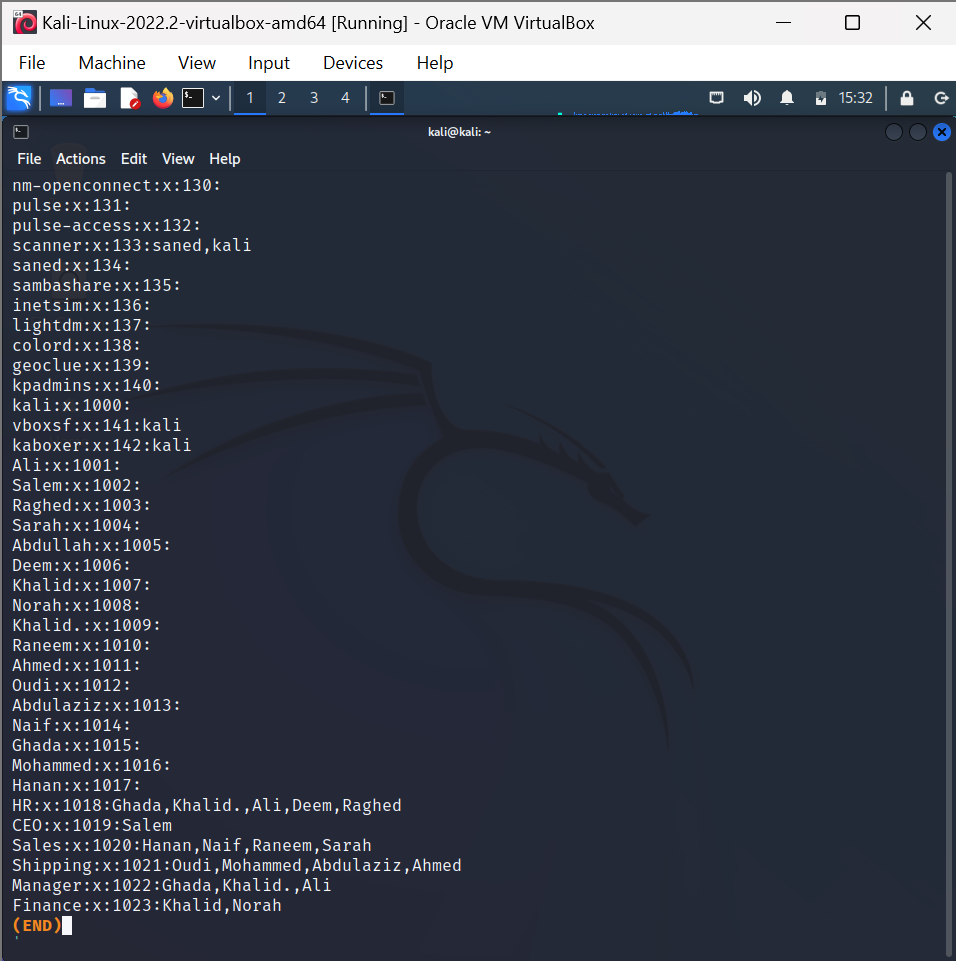 Kali-Linux-2022.2-virtualbox-amd64 [Running] - Oracle VM VirtualBox
File Machine View Input Devices Help
1 2 3 4 15:32
kali@kali: ~
File Actions Edit View Help
nm-openconnect:x:130:
pulse:x:131:
pulse-access:x:132:
scanner:x:133:saned,kali
saned:x:134:
sambashare:x:135:
inetsim:x:136:
lightdm:x:137:
colord:x:138:
geoclue:x:139:
kpadmins:x:140:
kali:x:1000:
vboxsf:x:141:kali
kaboxer:x:142:kali
Ali:x:1001:
Salem:x:1002:
Raghed:x:1003:
Sarah:x:1004:
Abdullah:x:1005:
Deem:x:1006:
Khalid:x:1007:
Norah:x:1008:
Khalid.:x:1009:
Raneem:x:1010:
Ahmed:x:1011:
Oudi:x:1012:
Abdulaziz:x:1013:
Naif:x:1014:
Ghada:x:1015:
Mohammed:x:1016:
Hanan:x:1017:
HR:x:1018:Ghada,Khalid.,Ali,Deem,Raghed
CEO:x:1019:Salem
Sales:x:1020:Hanan,Naif,Raneem,Sarah
Shipping:x:1021:Oudi,Mohammed,Abdulaziz,Ahmed
Manager:x:1022:Ghada,Khalid.,Ali
Finance:x:1023:Khalid,Norah
(END)